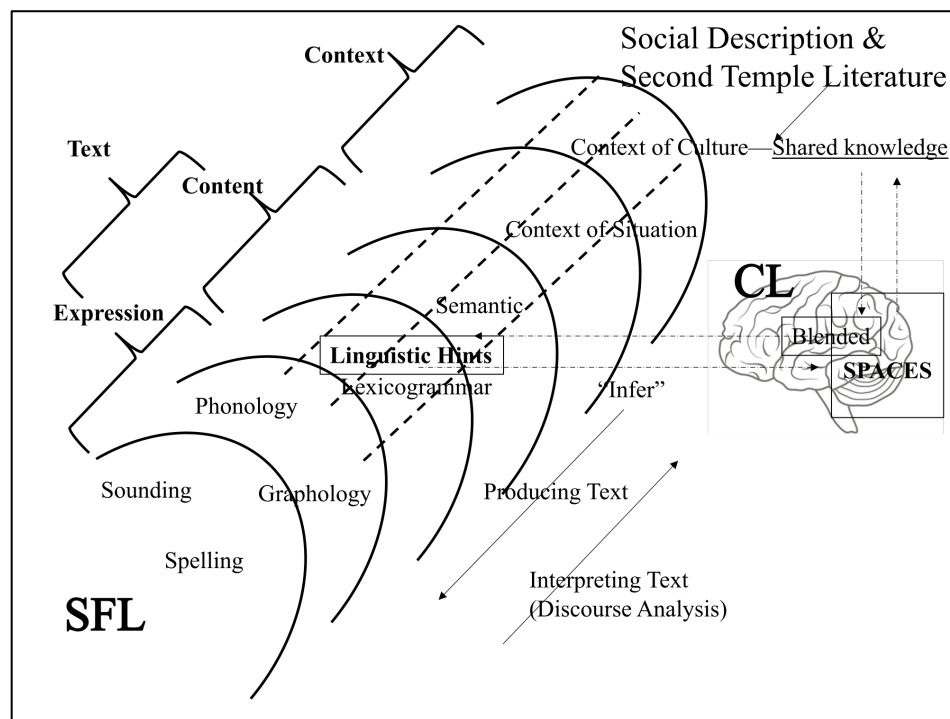 Social Description &
Second Temple Literature
Context
Text
Context of Culture—Shared knowledge
Content
Context of Situation
CL
Expression
Semantic
Blended
Linguistic Hints
SPACES
Lexicogrammar
“Infer”
Phonology
Sounding
Graphology
Producing Text
Spelling
Interpreting Text
(Discourse Analysis)
SFL